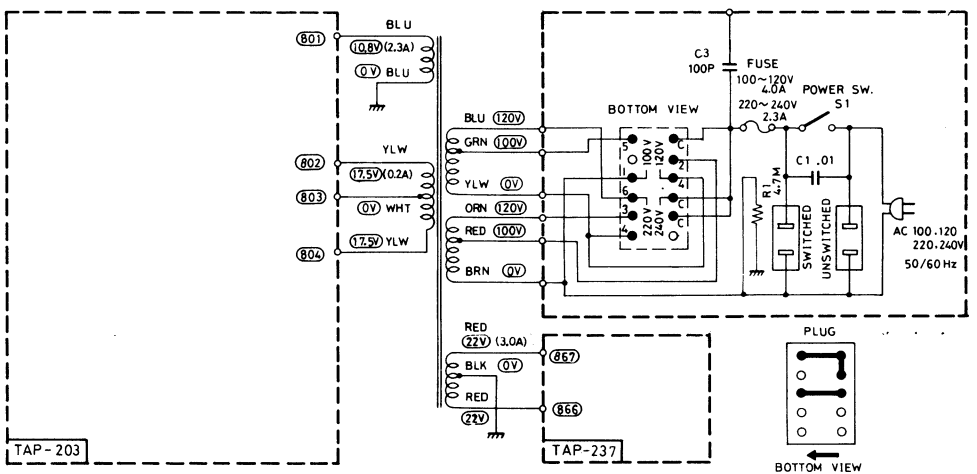 BLU
801
10.8V (2.3A)
0V BLU
YLW
802
17.5V (0.2A)
803
0V WHT
804
17.5V YLW
TAP-203
BLU 120V
GRN 100V
YLW 0V
ORN 120V
RED 100V
BRN 0V
RED
22V (3.0A)
867
BLK 0V
RED
866
22V
TAP-237
C3
100P
FUSE
100~120V
4.0A
220~240V
2.3A
POWER SW.
S1
BOTTOM VIEW
5
C
100V
120V
2
1
4
6
C
220V
240V
3
C
4
R1
4.7M
C1 .01
SWITCHED
UNSWITCHED
AC 100.120
220.240V
50/60Hz
PLUG
BOTTOM VIEW